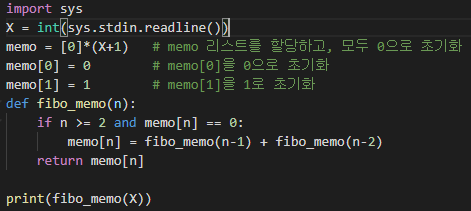 import sys
X = int(sys.stdin.readline())
memo = [0]*(X+1)   # memo 리스트를 할당하고, 모두 0으로 초기화
memo[0] = 0        # memo[0]을 0으로 초기화
memo[1] = 1        # memo[1]을 1로 초기화
def fibo_memo(n):
    if n >= 2 and memo[n] == 0:
        memo[n] = fibo_memo(n-1) + fibo_memo(n-2)
    return memo[n]
print(fibo_memo(X))